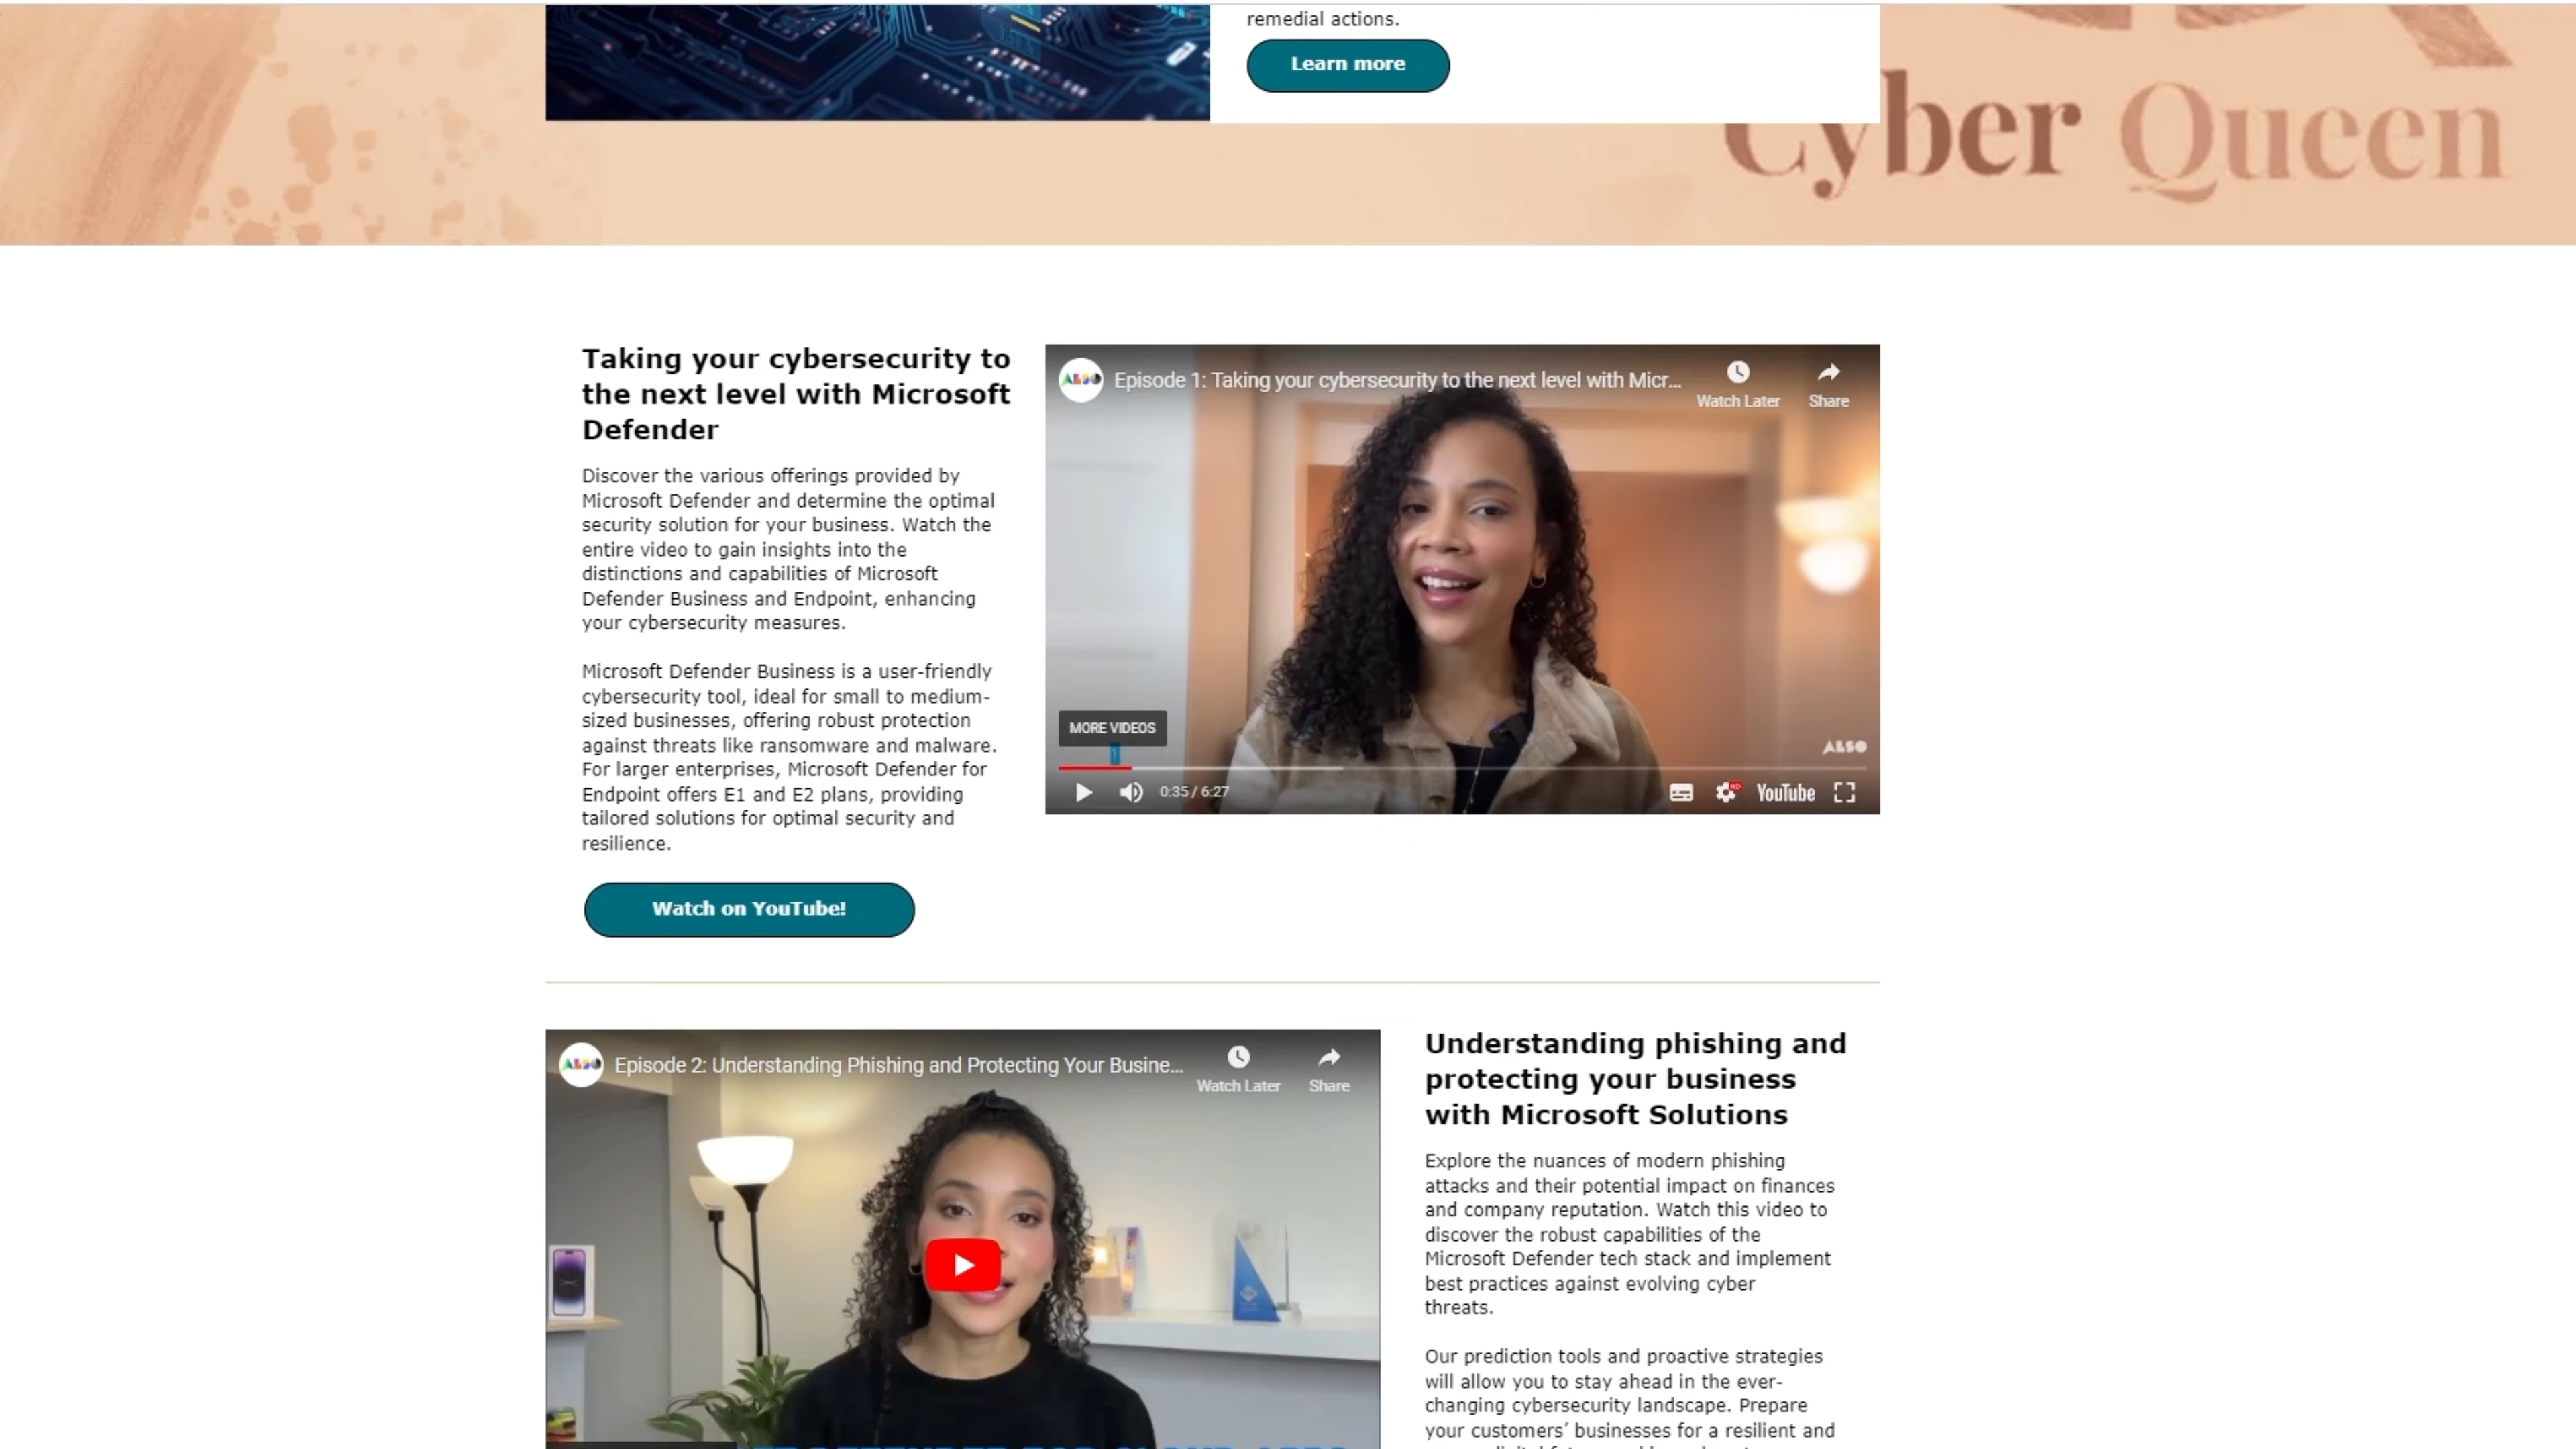 remedial actions.
Learn more
Cyber Queen
Taking your cybersecurity to
the next level with Microsoft
Defender
Discover the various offerings provided by
Microsoft Defender and determine the optimal
security solution for your business. Watch the
entire video to gain insights into the
distinctions and capabilities of Microsoft
Defender Business and Endpoint, enhancing
your cybersecurity measures.
Microsoft Defender Business is a user-friendly
cybersecurity tool, ideal for small to medium-
sized businesses, offering robust protection
against threats like ransomware and malware.
For larger enterprises, Microsoft Defender for
Endpoint offers E1 and E2 plans, providing
tailored solutions for optimal security and
resilience.
Watch on YouTube!
ALSO
Episode 1: Taking your cybersecurity to the next level with Micr...
Watch Later
Share
MORE VIDEOS
ALSO
0:35 / 6:27
HD
YouTube
ALSO
Episode 2: Understanding Phishing and Protecting Your Busine...
Watch Later
Share
Understanding phishing and
protecting your business
with Microsoft Solutions
Explore the nuances of modern phishing
attacks and their potential impact on finances
and company reputation. Watch this video to
discover the robust capabilities of the
Microsoft Defender tech stack and implement
best practices against evolving cyber
threats.
Our prediction tools and proactive strategies
will allow you to stay ahead in the ever-
changing cybersecurity landscape. Prepare
your customers' businesses for a resilient and